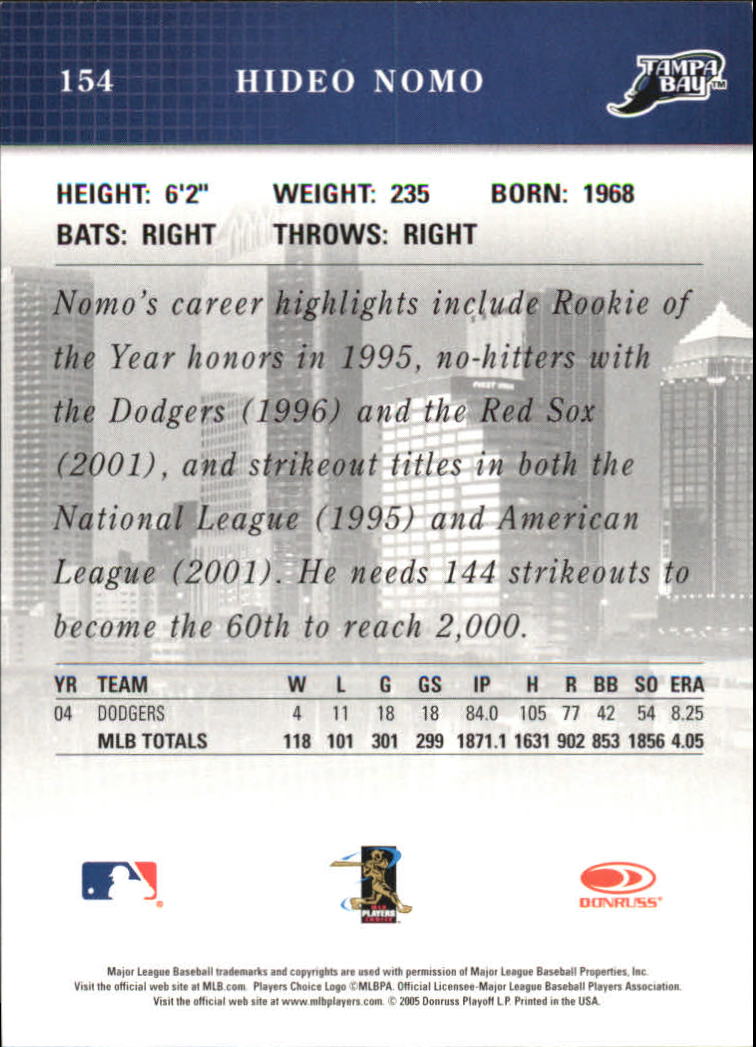 154 HIDEO NOMO TAMPA BAY™
HEIGHT: 6'2" WEIGHT: 235 BORN: 1968
BATS: RIGHT THROWS: RIGHT
Nomo's career highlights include Rookie of
the Year honors in 1995, no-hitters with
the Dodgers (1996) and the Red Sox
(2001), and strikeout titles in both the
National League (1995) and American
League (2001). He needs 144 strikeouts to
become the 60th to reach 2,000.
YR TEAM W L G GS IP H R BB SO ERA
04 DODGERS 4 11 18 18 84.0 105 77 42 54 8.25
MLB TOTALS 118 101 301 299 1871.1 1631 902 853 1856 4.05
PLAYERS
CHOICE
DONRUSS®
Major League Baseball trademarks and copyrights are used with permission of Major League Baseball Properties, Inc.
Visit the official web site at MLB.com. Players Choice Logo ©MLBPA. Official Licensee-Major League Baseball Players Association.
Visit the official web site at www.mlbplayers.com. © 2005 Donruss Playoff L.P. Printed in the USA.